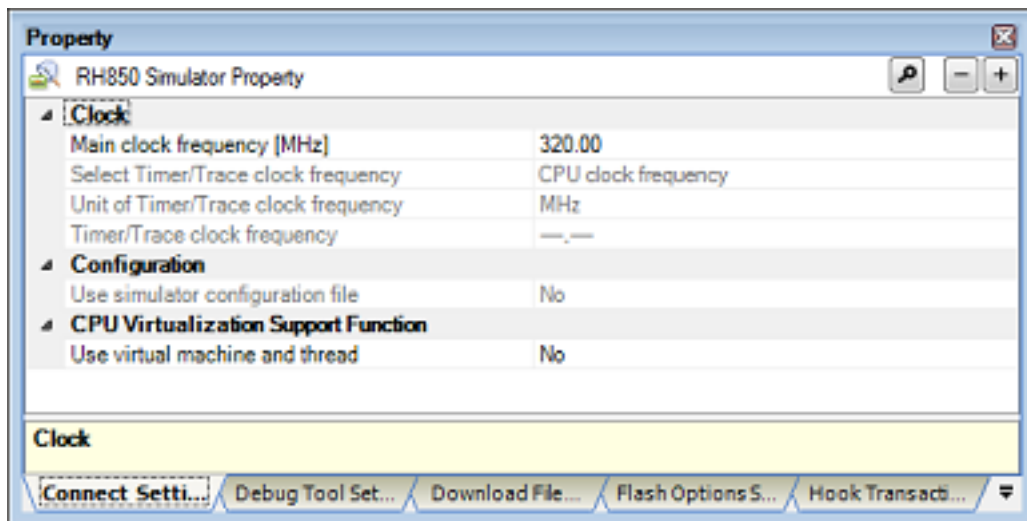 Property
RH850 Simulator Property
Clock
Main clock frequency [MHz] 320.00
Select Timer/Trace clock frequency CPU clock frequency
Unit of Timer/Trace clock frequency MHz
Timer/Trace clock frequency ---.---
Configuration
Use simulator configuration file No
CPU Virtualization Support Function
Use virtual machine and thread No
Clock
Connect Setti... Debug Tool Set... Download File... Flash Options S... Hook Transacti...